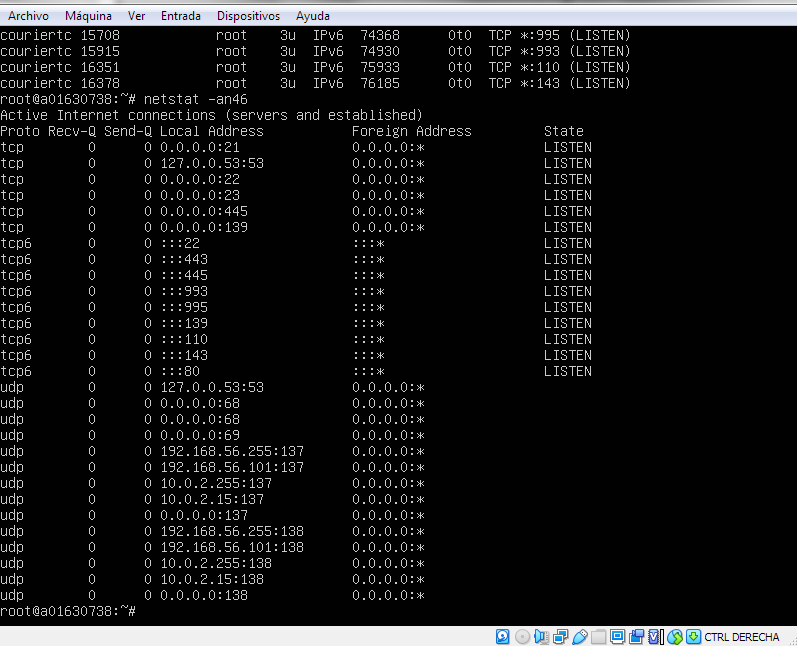 Archivo Máquina Ver Entrada Dispositivos Ayuda
couriertc 15708 root 3u IPv6 74368 0t0 TCP *:995 (LISTEN)
couriertc 15915 root 3u IPv6 74930 0t0 TCP *:993 (LISTEN)
couriertc 16351 root 3u IPv6 75933 0t0 TCP *:110 (LISTEN)
couriertc 16378 root 3u IPv6 76185 0t0 TCP *:143 (LISTEN)
root@a01630738:~# netstat -an46
Active Internet connections (servers and established)
Proto Recv-Q Send-Q Local Address Foreign Address State
tcp 0 0 0.0.0.0:21 0.0.0.0:* LISTEN
tcp 0 0 127.0.0.53:53 0.0.0.0:* LISTEN
tcp 0 0 0.0.0.0:22 0.0.0.0:* LISTEN
tcp 0 0 0.0.0.0:23 0.0.0.0:* LISTEN
tcp 0 0 0.0.0.0:445 0.0.0.0:* LISTEN
tcp 0 0 0.0.0.0:139 0.0.0.0:* LISTEN
tcp6 0 0 :::22 :::* LISTEN
tcp6 0 0 :::443 :::* LISTEN
tcp6 0 0 :::445 :::* LISTEN
tcp6 0 0 :::993 :::* LISTEN
tcp6 0 0 :::995 :::* LISTEN
tcp6 0 0 :::139 :::* LISTEN
tcp6 0 0 :::110 :::* LISTEN
tcp6 0 0 :::143 :::* LISTEN
tcp6 0 0 :::80 :::* LISTEN
udp 0 0 127.0.0.53:53 0.0.0.0:*
udp 0 0 0.0.0.0:68 0.0.0.0:*
udp 0 0 0.0.0.0:68 0.0.0.0:*
udp 0 0 0.0.0.0:69 0.0.0.0:*
udp 0 0 192.168.56.255:137 0.0.0.0:*
udp 0 0 192.168.56.101:137 0.0.0.0:*
udp 0 0 10.0.2.255:137 0.0.0.0:*
udp 0 0 10.0.2.15:137 0.0.0.0:*
udp 0 0 0.0.0.0:137 0.0.0.0:*
udp 0 0 192.168.56.255:138 0.0.0.0:*
udp 0 0 192.168.56.101:138 0.0.0.0:*
udp 0 0 10.0.2.255:138 0.0.0.0:*
udp 0 0 10.0.2.15:138 0.0.0.0:*
udp 0 0 0.0.0.0:138 0.0.0.0:*
root@a01630738:~#
CTRL DERECHA